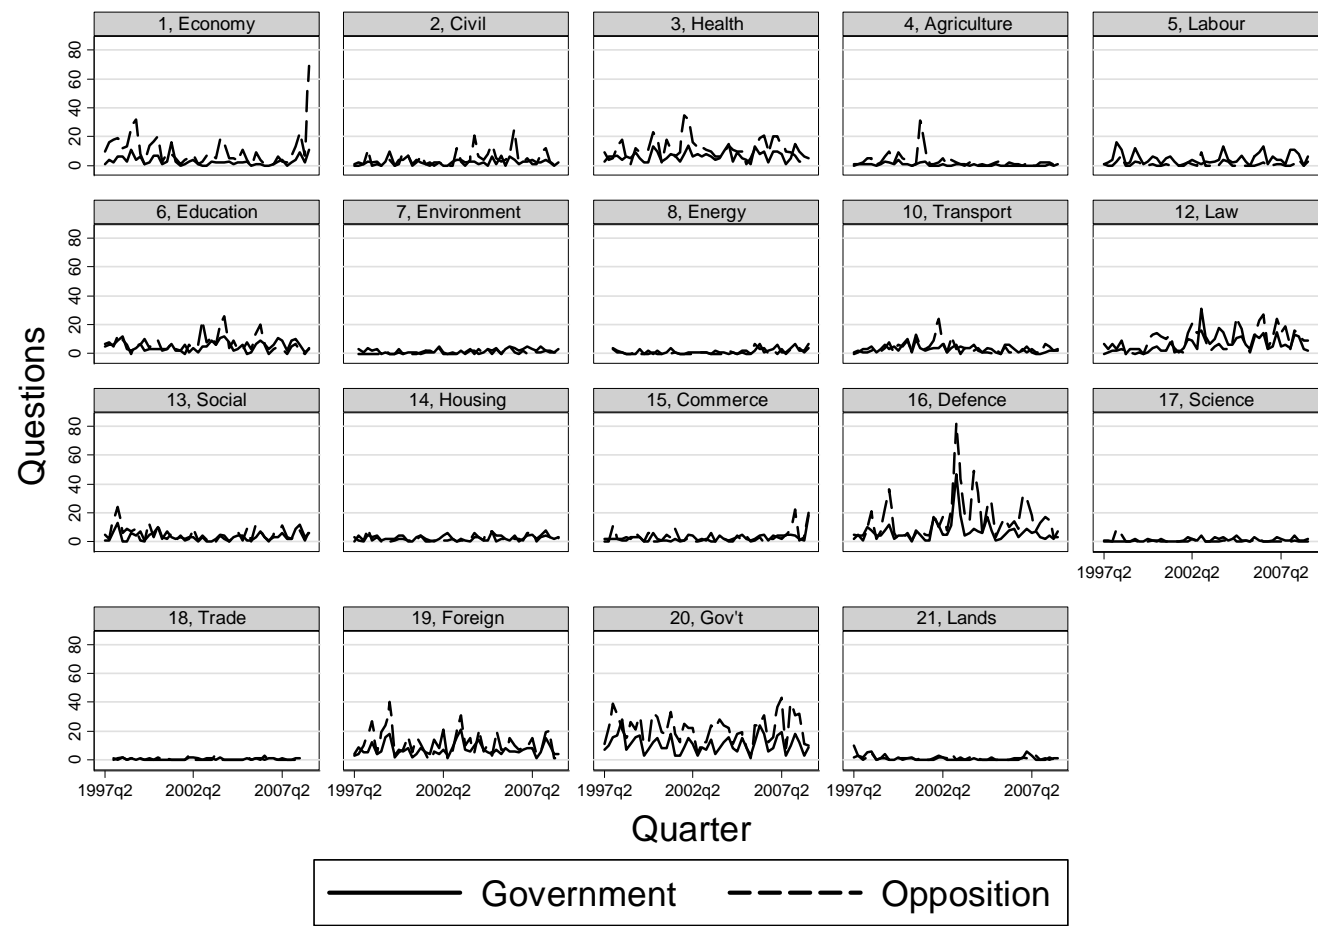 1, Economy
2, Civil
3, Health
4, Agriculture
5, Labour
80
60
40
20
0
6, Education
7, Environment
8, Energy
10, Transport
12, Law
80
60
40
20
0
Questions
13, Social
14, Housing
15, Commerce
16, Defence
17, Science
80
60
40
20
0
1997q2 2002q2 2007q2
18, Trade
19, Foreign
20, Gov't
21, Lands
80
60
40
20
0
1997q2 2002q2 2007q2
1997q2 2002q2 2007q2
1997q2 2002q2 2007q2
1997q2 2002q2 2007q2
Quarter
Government Opposition